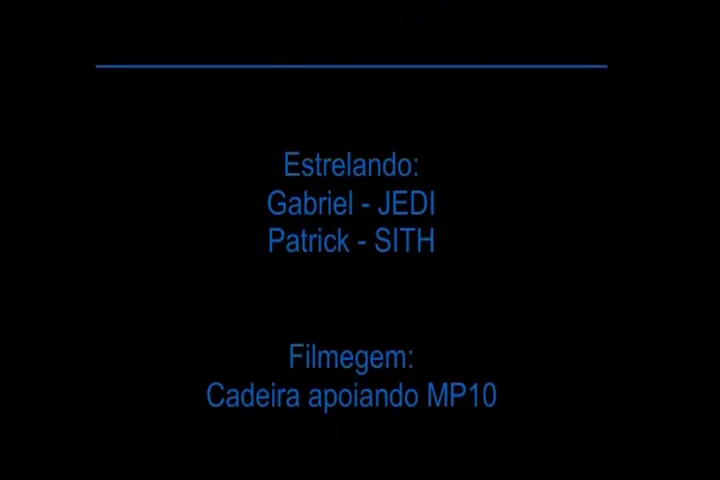 Estrelando:
Gabriel - JEDI
Patrick - SITH
Filmegem:
Cadeira apoiando MP10